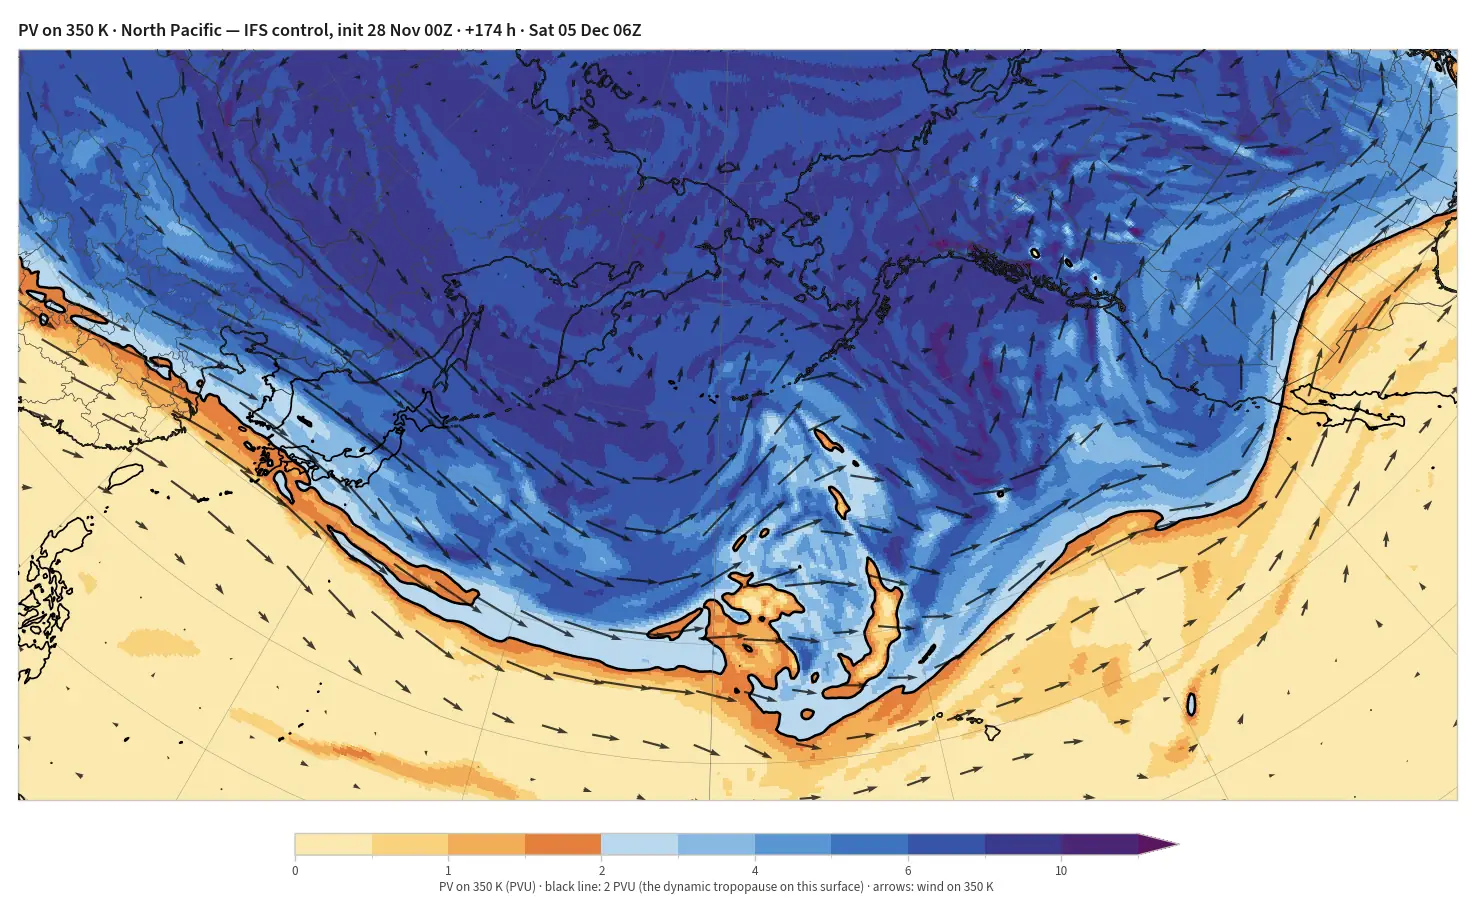 PV on 350 K · North Pacific — IFS control, init 28 Nov 00Z · +174 h · Sat 05 Dec 06Z
0 1 2 4 6 10
PV on 350 K (PVU) · black line: 2 PVU (the dynamic tropopause on this surface) · arrows: wind on 350 K